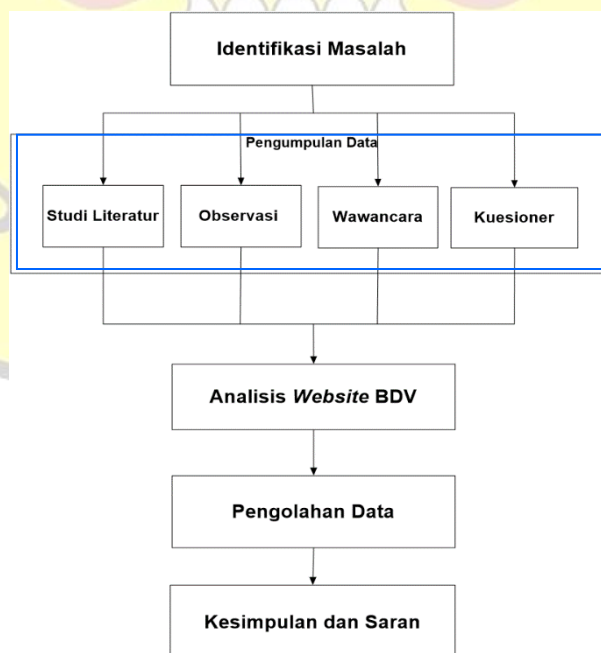 Identifikasi Masalah
Pengumpulan Data
Studi Literatur
Observasi
Wawancara
Kuesioner
Analisis Website BDV
Pengolahan Data
Kesimpulan dan Saran